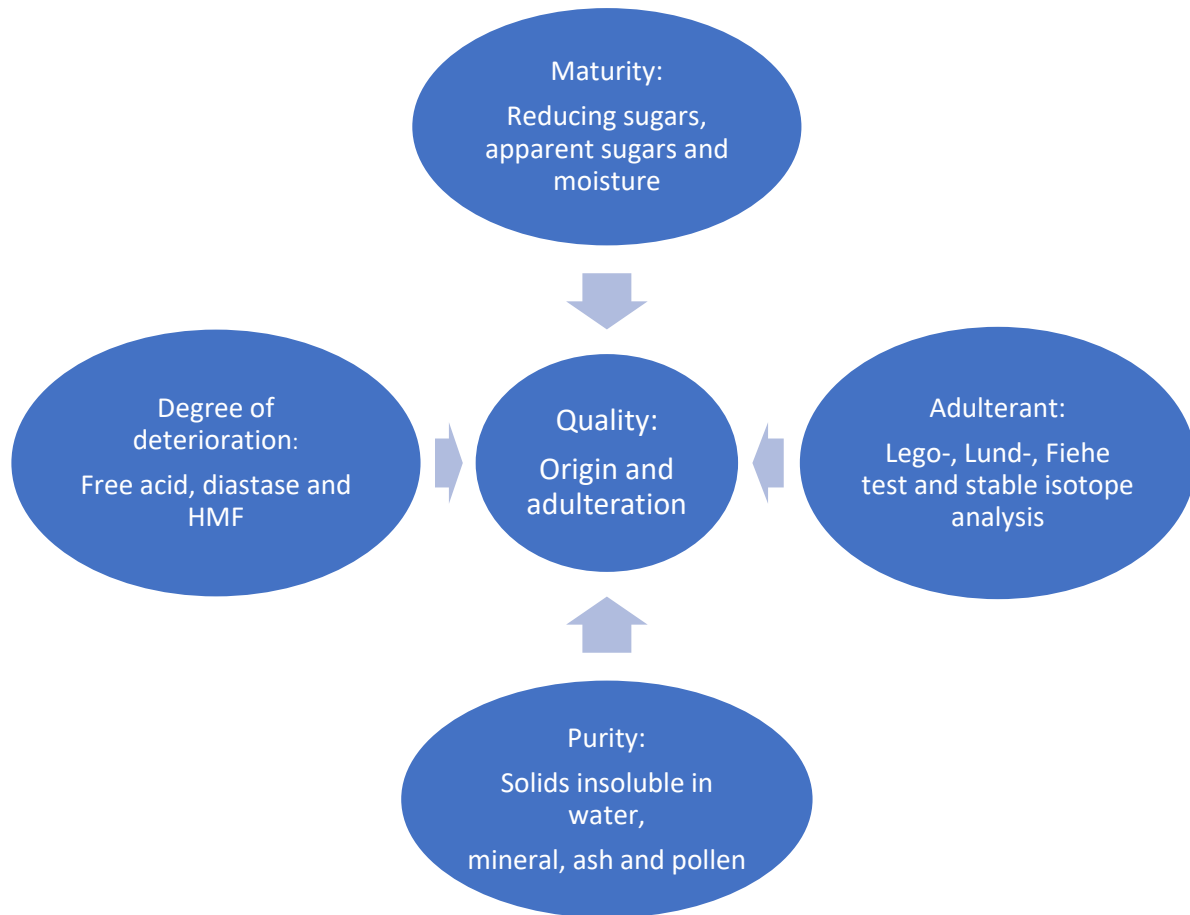 Maturity:
Reducing sugars,
apparent sugars and
moisture
Degree of
deterioration:
Free acid, diastase and
HMF
Quality:
Origin and
adulteration
Adulterant:
Lego-, Lund-, Fiehe
test and stable isotope
analysis
Purity:
Solids insoluble in
water,
mineral, ash and pollen